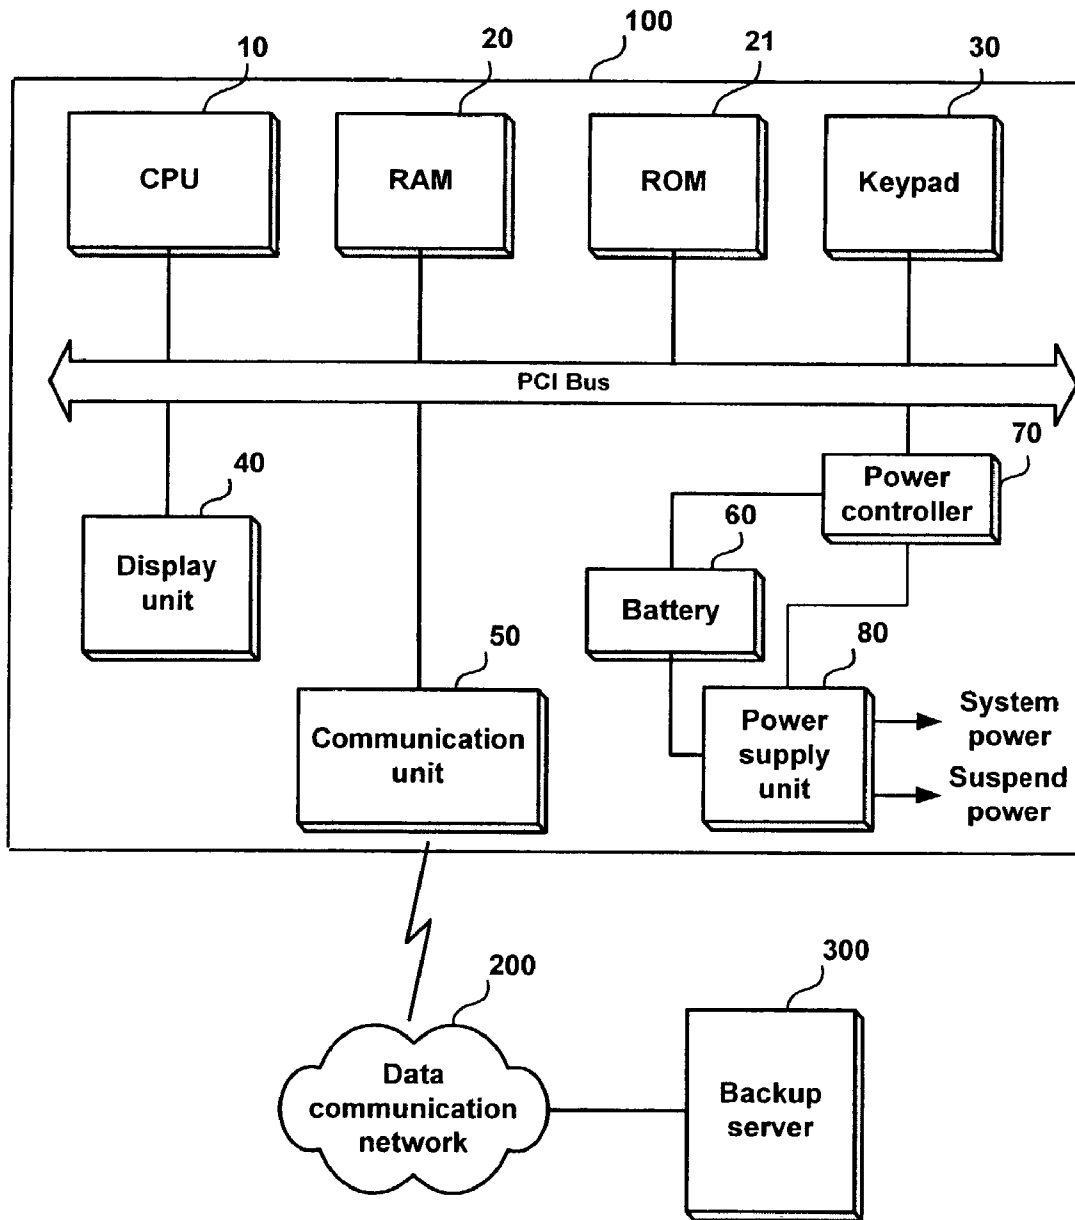 100
10
20
21
30
CPU
RAM
ROM
Keypad
PCI Bus
70
Power
controller
40
60
Display
unit
Battery
50
80
Communication
unit
Power
supply
unit
System
power
Suspend
power
200
300
Data
communication
network
Backup
server